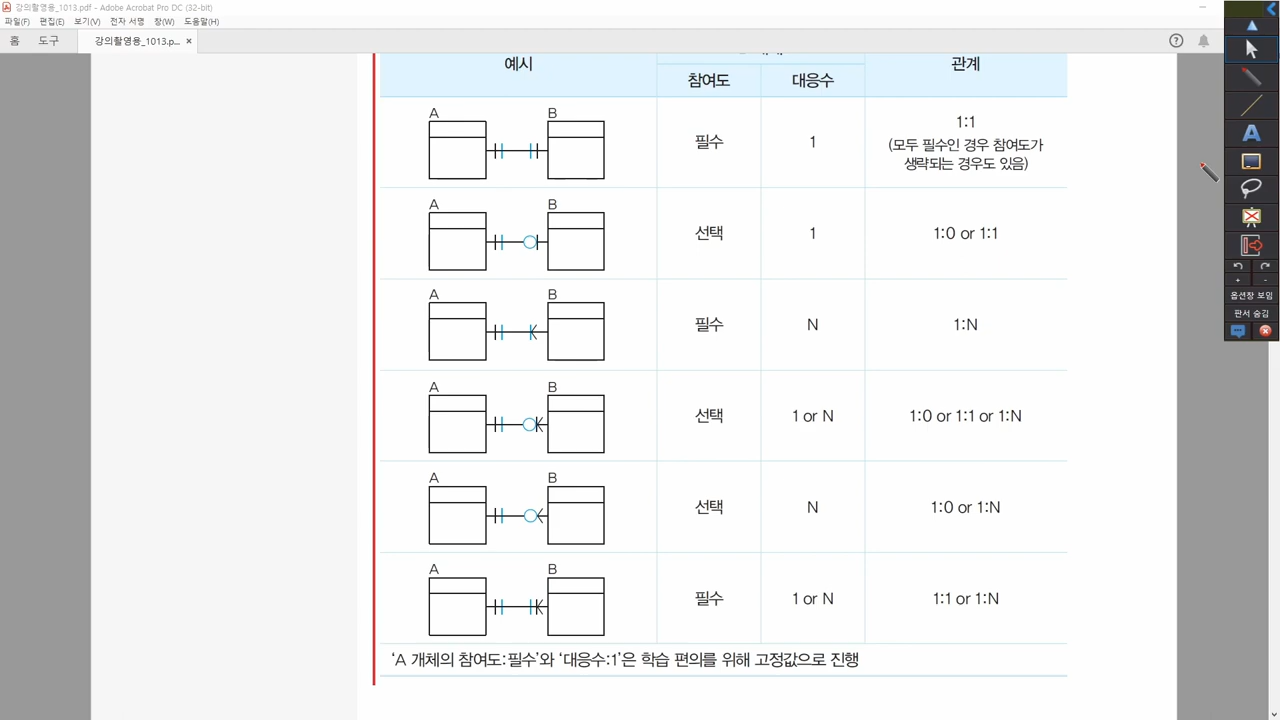 강의촬영용_1013.pdf - Adobe Acrobat Pro DC (32-bit)
파일(F) 편집(E) 보기(V) 전자 서명 창(W) 도움말(H)
홈 도구 강의촬영용_1013.p... ×
예시 관계
참여도 대응수
A B
필수 1 1:1
(모두 필수인 경우 참여도가
생략되는 경우도 있음)
A B
선택 1 1:0 or 1:1
A B
필수 N 1:N
A B
선택 1 or N 1:0 or 1:1 or 1:N
A B
선택 N 1:0 or 1:N
A B
필수 1 or N 1:1 or 1:N
‘A 개체의 참여도:필수’와 ‘대응수:1’은 학습 편의를 위해 고정값으로 진행
A
+ -
옵션창 보임
판서 숨김